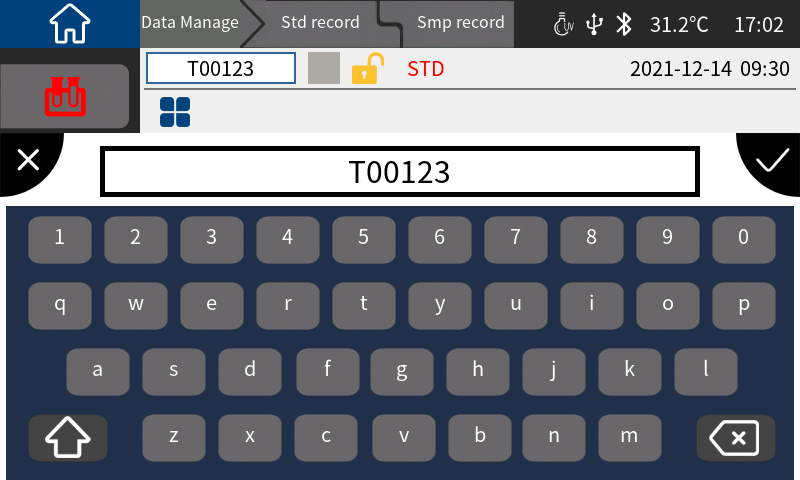 Data Manage Std record Smp record UV 31.2°C 17:02
T00123 STD 2021-12-14 09:30
T00123
1 2 3 4 5 6 7 8 9 0
q w e r t y u i o p
a s d f g h j k l
z x c v b n m